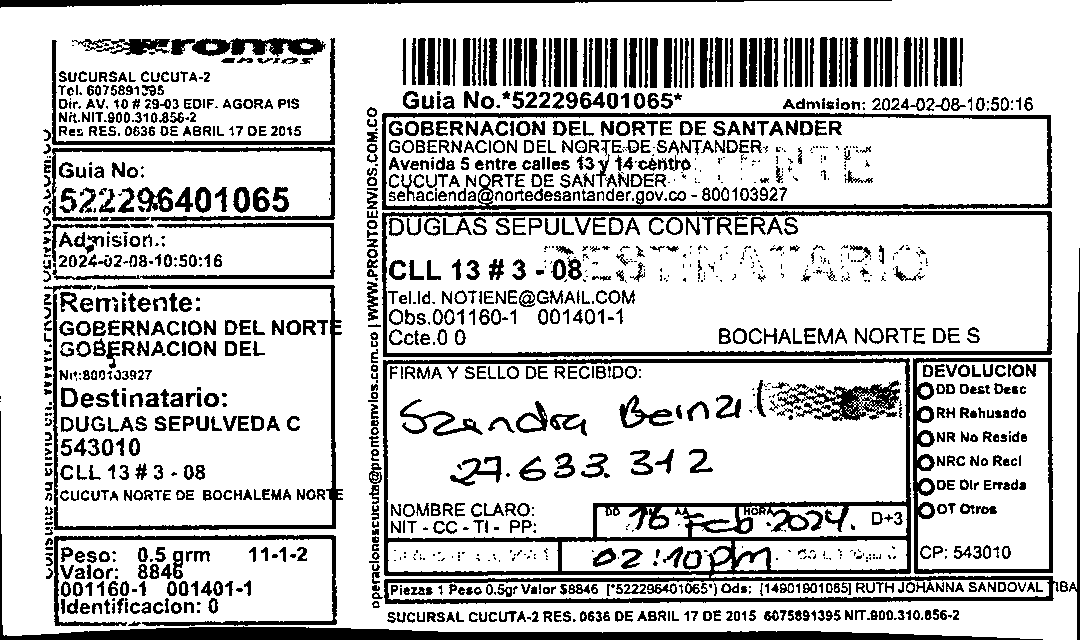 Pronto
ENVIOS
SUCURSAL CUCUTA-2
Tel. 6075891395
Dir. AV. 10 # 29-03 EDIF. AGORA PIS
Nit.NIT.900.310.856-2
Res RES. 0636 DE ABRIL 17 DE 2015
Guia No:
522296401065
Admision.:
2024-02-08-10:50:16
Remitente:
GOBERNACION DEL NORTE
GOBERNACION DEL
Nit:800103927
Destinatario:
DUGLAS SEPULVEDA C
543010
CLL 13 # 3 - 08
CUCUTA NORTE DE BOCHALEMA NORTE
Peso: 0.5 grm 11-1-2
Valor: 8846
001160-1 001401-1
Identificacion: 0
operacionescucuta@prontoenvios.com.co | WWW.PRONTOENVIOS.COM.CO
Guia No.*522296401065*
Admision: 2024-02-08-10:50:16
GOBERNACION DEL NORTE DE SANTANDER
GOBERNACION DEL NORTE DE SANTANDER
Avenida 5 entre calles 13 y 14 centro
CUCUTA NORTE DE SANTANDER
sehacienda@nortedesantander.gov.co - 800103927
DUGLAS SEPULVEDA CONTRERAS
DESTINATARIO
CLL 13 # 3 - 08
Tel.Id. NOTIENE@GMAIL.COM
Obs.001160-1 001401-1
Ccte.0 0
BOCHALEMA NORTE DE S
FIRMA Y SELLO DE RECIBIDO:
27.633.312
NOMBRE CLARO:
NIT - CC - TI - PP:
DD AA HORA
16 Feb 2024. D+3
02:10pm
DEVOLUCION
DD Dest Desc
RH Rehusado
NR No Reside
NRC No Recl
DE Dir Errada
OT Otros
CP: 543010
Piezas 1 Peso 0.5gr Valor $8846 [*522296401065*] Ods: [14901901065] RUTH JOHANNA SANDOVAL TIBA
SUCURSAL CUCUTA-2 RES. 0636 DE ABRIL 17 DE 2015 6075891395 NIT.900.310.856-2